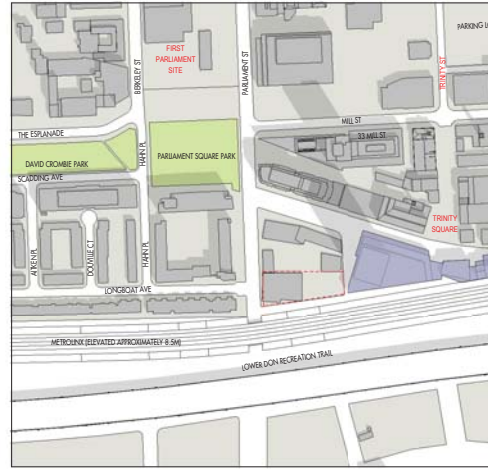 PARKING LO
FIRST
PARLIAMENT
SITE
BERKELEY ST
PARLIAMENT ST
TRINITY ST
MILL ST
33 MILL ST
THE ESPLANADE
HAHN PL
PARLIAMENT SQUARE PARK
DAVID CROMBIE PARK
SCADDING AVE
TRINITY
SQUARE
AITKEN PL
DOUVILLE CT
HAHN PL
LONGBOAT AVE
METROLINX (ELEVATED APPROXIMATELY 8.5M)
LOWER DON RECREATION TRAIL